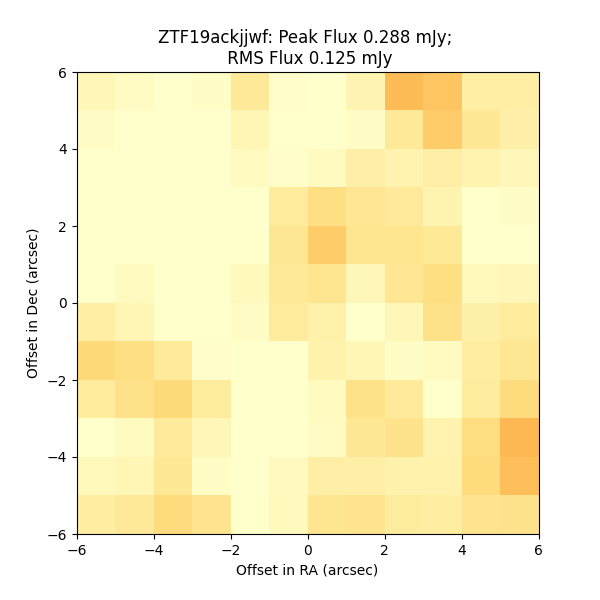 ZTF19ackjjwf: Peak Flux 0.288 mJy;
RMS Flux 0.125 mJy
6
4
2
0
−2
−4
−6
Offset in Dec (arcsec)
−6 −4 −2 0 2 4 6
Offset in RA (arcsec)